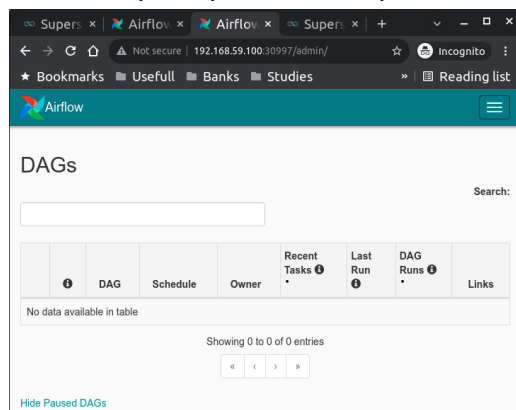 Supers × Airflow × Airflow × Supers × +
Not secure | 192.168.59.100:30997/admin/ Incognito
Bookmarks Usefull Banks Studies » Reading list
Airflow
DAGs
Search:
DAG Schedule Owner Recent Tasks Last Run DAG Runs Links
No data available in table
Showing 0 to 0 of 0 entries
« ‹ › »
Hide Paused DAGs